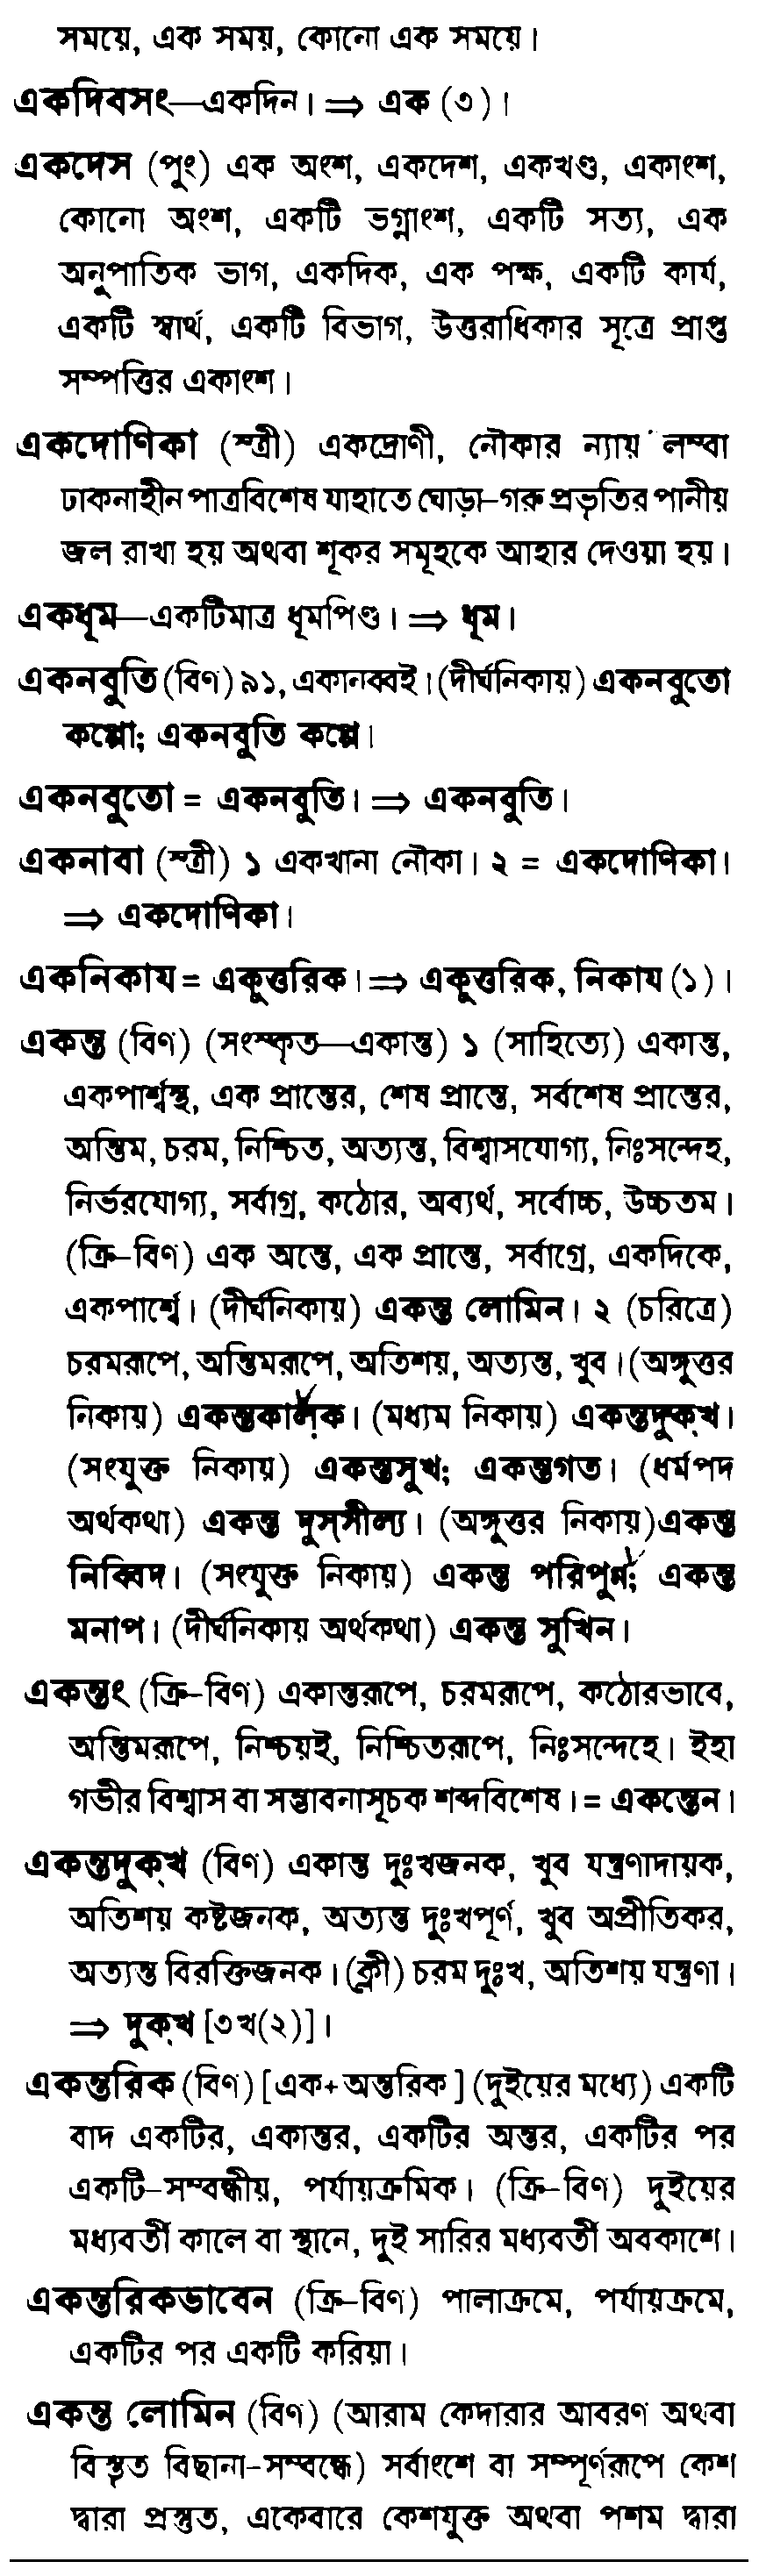 সময়ে, এক সময়, কোনো এক সময়ে।
একদিবসং—একদিন। ⇒ এক (৩)।
একদেস (পুং) এক অংশ, একদেশ, একখণ্ড, একাংশ,
কোনো অংশ, একটি ভগ্নাংশ, একটি সত্য, এক
অনুপাতিক ভাগ, একদিক, এক পক্ষ, একটি কার্য,
একটি স্বার্থ, একটি বিভাগ, উত্তরাধিকার সূত্রে প্রাপ্ত
সম্পত্তির একাংশ।
একদোণিকা (স্ত্রী) একদ্রোণী, নৌকার ন্যায় লম্বা
ঢাকনাহীন পাত্রবিশেষ যাহাতে ঘোড়া-গরু প্রভৃতির পানীয়
জল রাখা হয় অথবা শূকর সমূহকে আহার দেওয়া হয়।
একধূম—একটিমাত্র ধূমপিণ্ড। ⇒ ধূম।
একনবুতি (বিণ) ৯১, একানব্বই। (দীর্ঘনিকায়) একনবুতো
কপ্পো; একনবুতি কপ্পে।
একনবুতো = একনবুতি। ⇒ একনবুতি।
একনাবা (স্ত্রী) ১ একখানা নৌকা। ২ = একদোণিকা।
⇒ একদোণিকা।
একনিকায = একুত্তরিক। ⇒ একুত্তরিক, নিকায (১)।
একন্ত (বিণ) (সংস্কৃত—একান্ত) ১ (সাহিত্যে) একান্ত,
একপার্শ্বস্থ, এক প্রান্তের, শেষ প্রান্তে, সর্বশেষ প্রান্তের,
অন্তিম, চরম, নিশ্চিত, অত্যন্ত, বিশ্বাসযোগ্য, নিঃসন্দেহ,
নির্ভরযোগ্য, সর্বাগ্র, কঠোর, অব্যর্থ, সর্বোচ্চ, উচ্চতম।
(ক্রি-বিণ) এক অন্তে, এক প্রান্তে, সর্বাগ্রে, একদিকে,
একপার্শ্বে। (দীর্ঘনিকায়) একন্ত লোমিন। ২ (চরিত্রে)
চরমরূপে, অন্তিমরূপে, অতিশয়, অত্যন্ত, খুব। (অঙ্গুত্তর
নিকায়) একন্তকালক। (মধ্যম নিকায়) একন্তদুক্‌খ।
(সংযুক্ত নিকায়) একন্তসুখ; একন্তগত। (ধর্মপদ
অর্থকথা) একন্ত দুস্‌সীল্য। (অঙ্গুত্তর নিকায়) একন্ত
নিব্বিদ। (সংযুক্ত নিকায়) একন্ত পরিপুন্ন; একন্ত
মনাপ। (দীর্ঘনিকায় অর্থকথা) একন্ত সুখিন।
একন্তং (ক্রি-বিণ) একান্তরূপে, চরমরূপে, কঠোরভাবে,
অন্তিমরূপে, নিশ্চয়ই, নিশ্চিতরূপে, নিঃসন্দেহে। ইহা
গভীর বিশ্বাস বা সম্ভাবনাসূচক শব্দবিশেষ। = একন্তেন।
একন্তদুক্‌খ (বিণ) একান্ত দুঃখজনক, খুব যন্ত্রণাদায়ক,
অতিশয় কষ্টজনক, অত্যন্ত দুঃখপূর্ণ, খুব অপ্রীতিকর,
অত্যন্ত বিরক্তিজনক। (ক্লী) চরম দুঃখ, অতিশয় যন্ত্রণা।
⇒ দুক্‌খ [৩খ(২)]।
একন্তরিক (বিণ) [এক+অন্তরিক] (দুইয়ের মধ্যে) একটি
বাদ একটির, একান্তর, একটির অন্তর, একটির পর
একটি-সম্বন্ধীয়, পর্যায়ক্রমিক। (ক্রি-বিণ) দুইয়ের
মধ্যবর্তী কালে বা স্থানে, দুই সারির মধ্যবর্তী অবকাশে।
একন্তরিকভাবেন (ক্রি-বিণ) পালাক্রমে, পর্যায়ক্রমে,
একটির পর একটি করিয়া।
একন্ত লোমিন (বিণ) (আরাম কেদারার আবরণ অথবা
বিস্তৃত বিছানা-সম্বন্ধে) সর্বাংশে বা সম্পূর্ণরূপে কেশ
দ্বারা প্রস্তুত, একেবারে কেশযুক্ত অথবা পশম দ্বারা